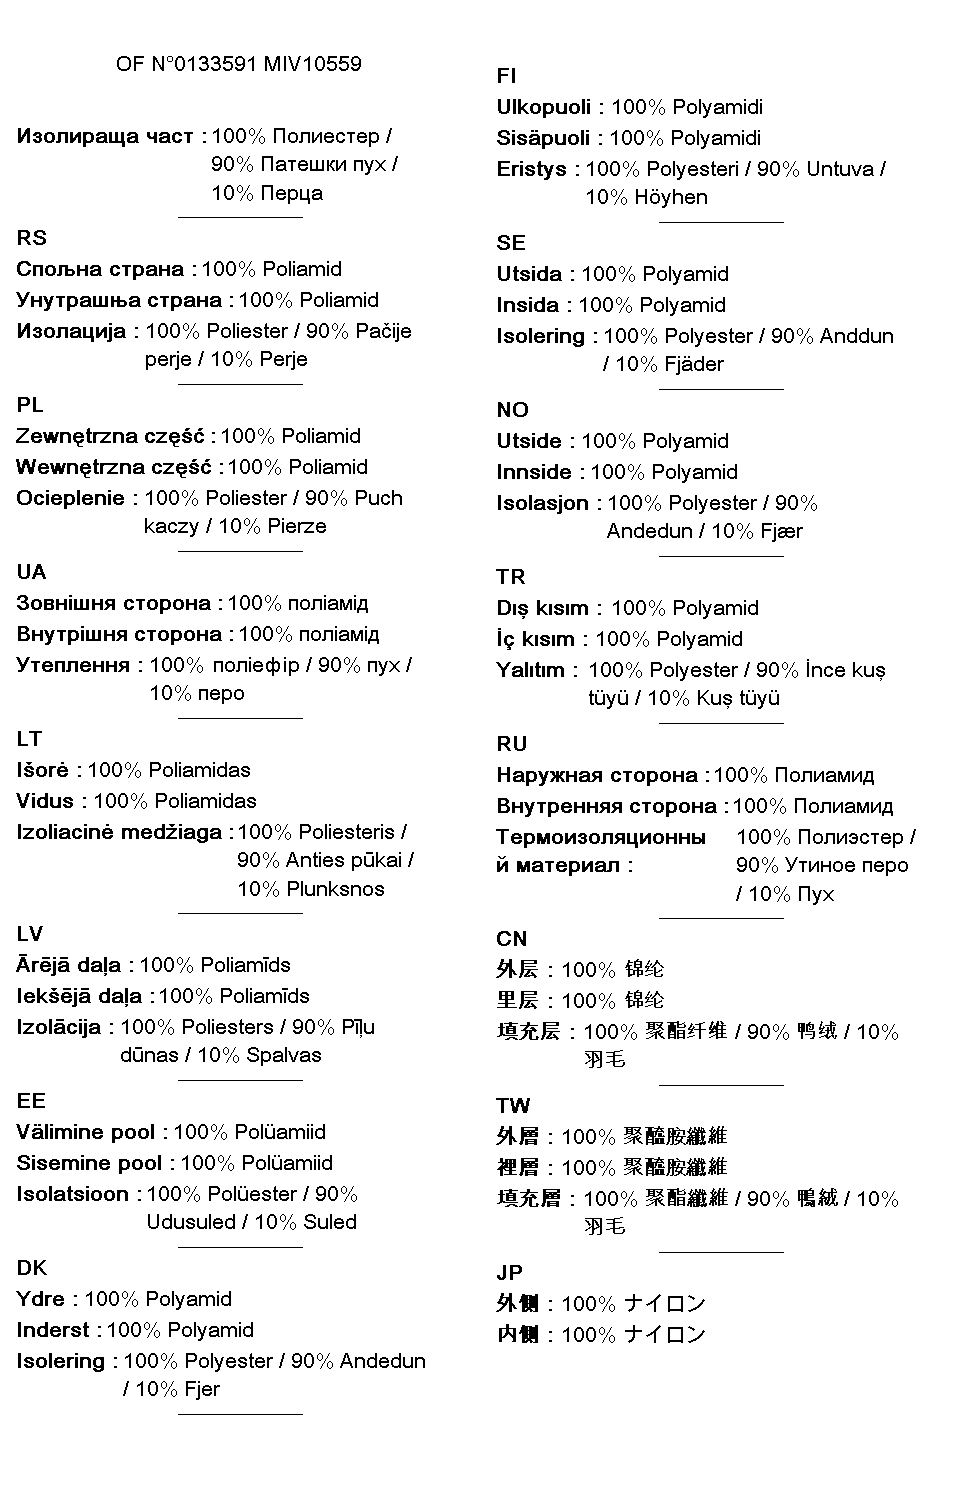 OF N°0133591 MIV10559
Изолираща част : 100% Полиестер /
90% Патешки пух /
10% Перца
RS
Спољна страна : 100% Poliamid
Унутрашња страна : 100% Poliamid
Изолација : 100% Poliester / 90% Pačije
perje / 10% Perje
PL
Zewnętrzna część : 100% Poliamid
Wewnętrzna część : 100% Poliamid
Ocieplenie : 100% Poliester / 90% Puch
kaczy / 10% Pierze
UA
Зовнішня сторона : 100% поліамід
Внутрішня сторона : 100% поліамід
Утеплення : 100% поліефір / 90% пух /
10% перо
LT
Išorė : 100% Poliamidas
Vidus : 100% Poliamidas
Izoliacinė medžiaga : 100% Poliesteris /
90% Anties pūkai /
10% Plunksnos
LV
Ārējā daļa : 100% Poliamīds
Iekšējā daļa : 100% Poliamīds
Izolācija : 100% Poliesters / 90% Pīļu
dūnas / 10% Spalvas
EE
Välimine pool : 100% Polüamiid
Sisemine pool : 100% Polüamiid
Isolatsioon : 100% Polüester / 90%
Udusuled / 10% Suled
DK
Ydre : 100% Polyamid
Inderst : 100% Polyamid
Isolering : 100% Polyester / 90% Andedun
/ 10% Fjer
FI
Ulkopuoli : 100% Polyamidi
Sisäpuoli : 100% Polyamidi
Eristys : 100% Polyesteri / 90% Untuva /
10% Höyhen
SE
Utsida : 100% Polyamid
Insida : 100% Polyamid
Isolering : 100% Polyester / 90% Anddun
/ 10% Fjäder
NO
Utside : 100% Polyamid
Innside : 100% Polyamid
Isolasjon : 100% Polyester / 90%
Andedun / 10% Fjær
TR
Dış kısım : 100% Polyamid
İç kısım : 100% Polyamid
Yalıtım : 100% Polyester / 90% İnce kuş
tüyü / 10% Kuş tüyü
RU
Наружная сторона : 100% Полиамид
Внутренняя сторона : 100% Полиамид
Термоизоляционны 100% Полиэстер /
й материал : 90% Утиное перо
/ 10% Пух
CN
外层 : 100% 锦纶
里层 : 100% 锦纶
填充层 : 100% 聚酯纤维 / 90% 鸭绒 / 10%
羽毛
TW
外層 : 100% 聚醯胺纖維
裡層 : 100% 聚醯胺纖維
填充層 : 100% 聚酯纖維 / 90% 鴨絨 / 10%
羽毛
JP
外側 : 100% ナイロン
内側 : 100% ナイロン